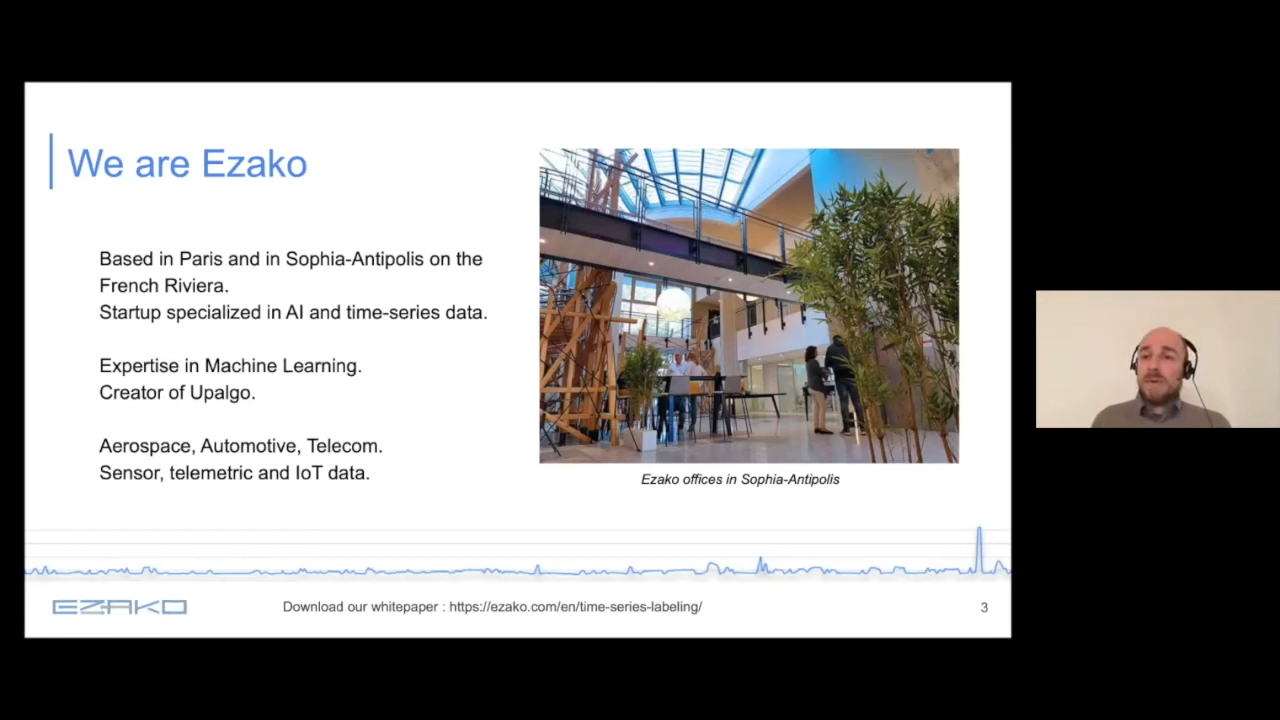 We are Ezako
Based in Paris and in Sophia-Antipolis on the
French Riviera.
Startup specialized in AI and time-series data.
Expertise in Machine Learning.
Creator of Upalgo.
Aerospace, Automotive, Telecom.
Sensor, telemetric and IoT data.
Ezako offices in Sophia-Antipolis
EZAKO
Download our whitepaper : https://ezako.com/en/time-series-labeling/
3